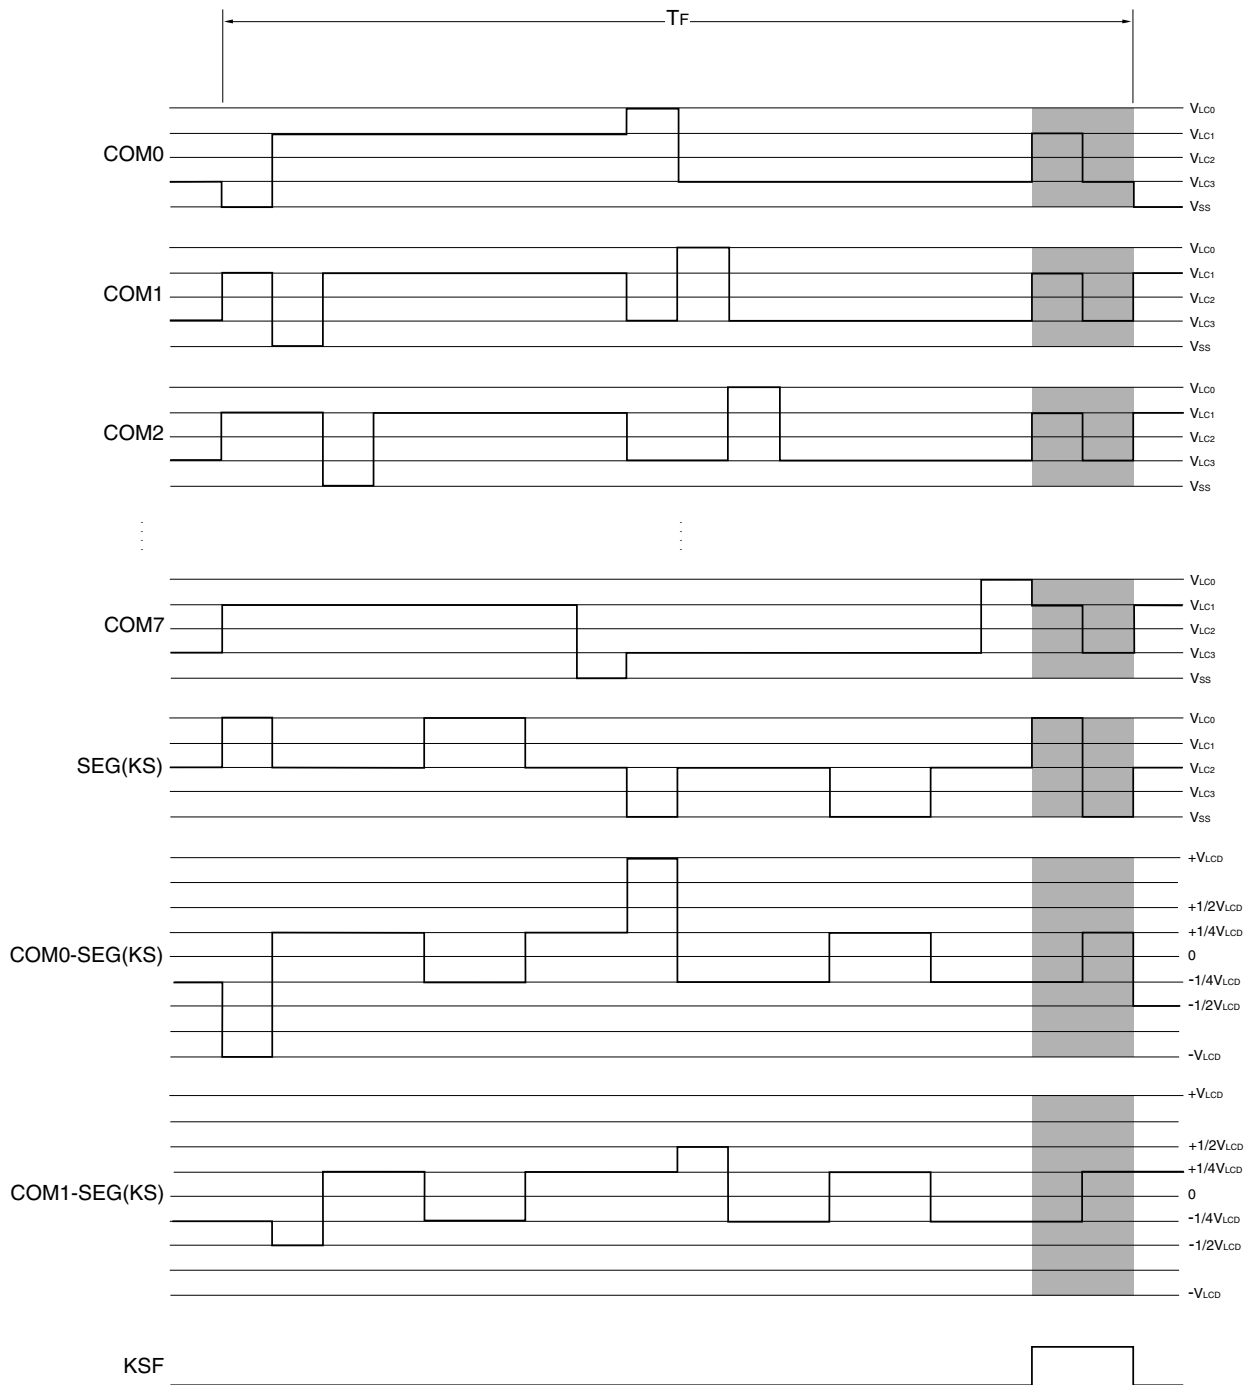 TF
COM0
VLC0
VLC1
VLC2
VLC3
VSS
COM1
VLC0
VLC1
VLC2
VLC3
VSS
COM2
VLC0
VLC1
VLC2
VLC3
VSS
COM7
VLC0
VLC1
VLC2
VLC3
VSS
SEG(KS)
VLC0
VLC1
VLC2
VLC3
VSS
COM0-SEG(KS)
+VLCD
+1/2VLCD
+1/4VLCD
0
-1/4VLCD
-1/2VLCD
-VLCD
COM1-SEG(KS)
+VLCD
+1/2VLCD
+1/4VLCD
0
-1/4VLCD
-1/2VLCD
-VLCD
KSF